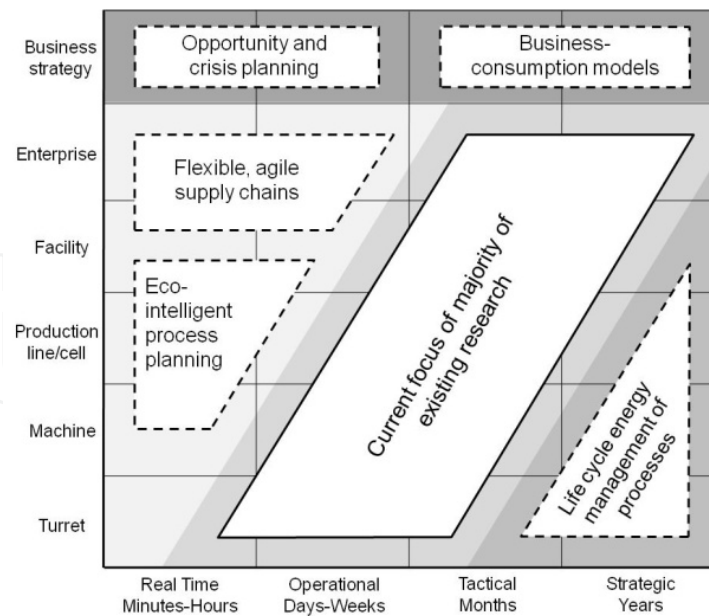 Business
strategy
Opportunity and
crisis planning
Business-
consumption models
Enterprise
Flexible, agile
supply chains
Facility
Eco-
intelligent
process
planning
Production
line/cell
Current focus of majority of
existing research
Machine
Life cycle energy
management of
processes
Turret
Real Time
Minutes-Hours
Operational
Days-Weeks
Tactical
Months
Strategic
Years